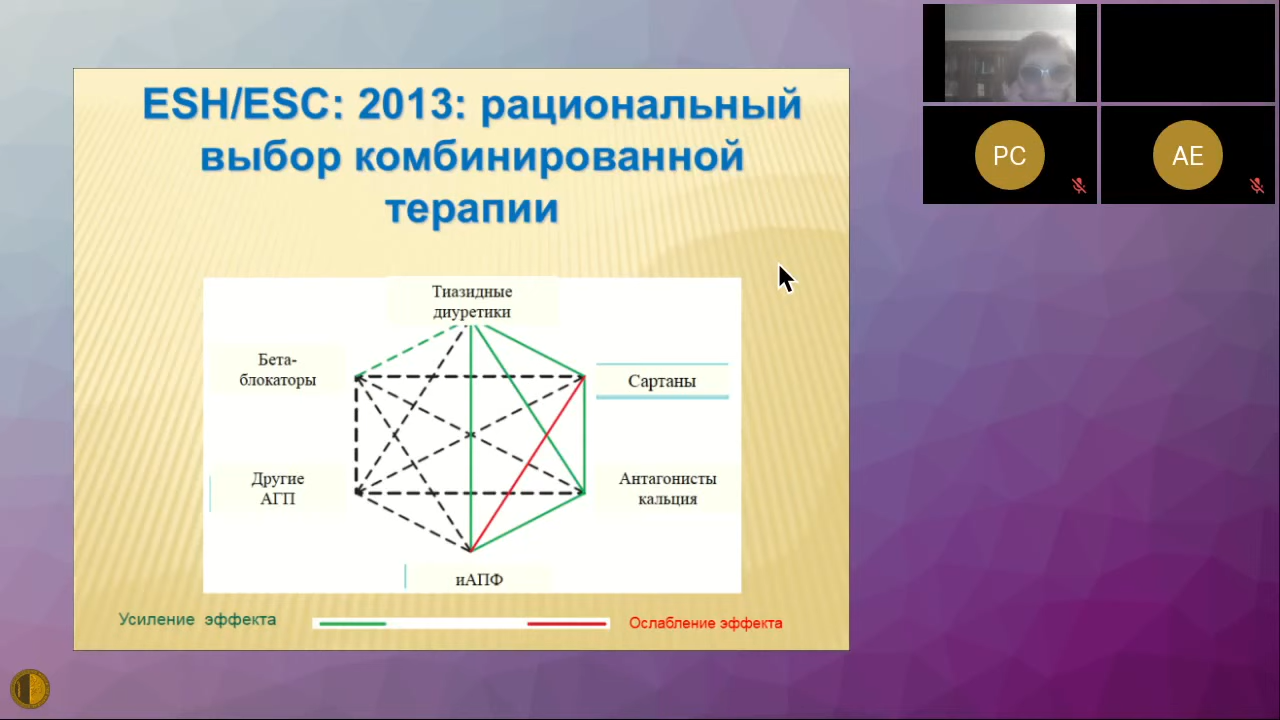 ESH/ESC: 2013: рациональный
выбор комбинированной
терапии
Тиазидные
диуретики
Бета-
блокаторы
Сартаны
Другие
АГП
Антагонисты
кальция
иАПФ
Усиление эффекта
Ослабление эффекта
PC
AE